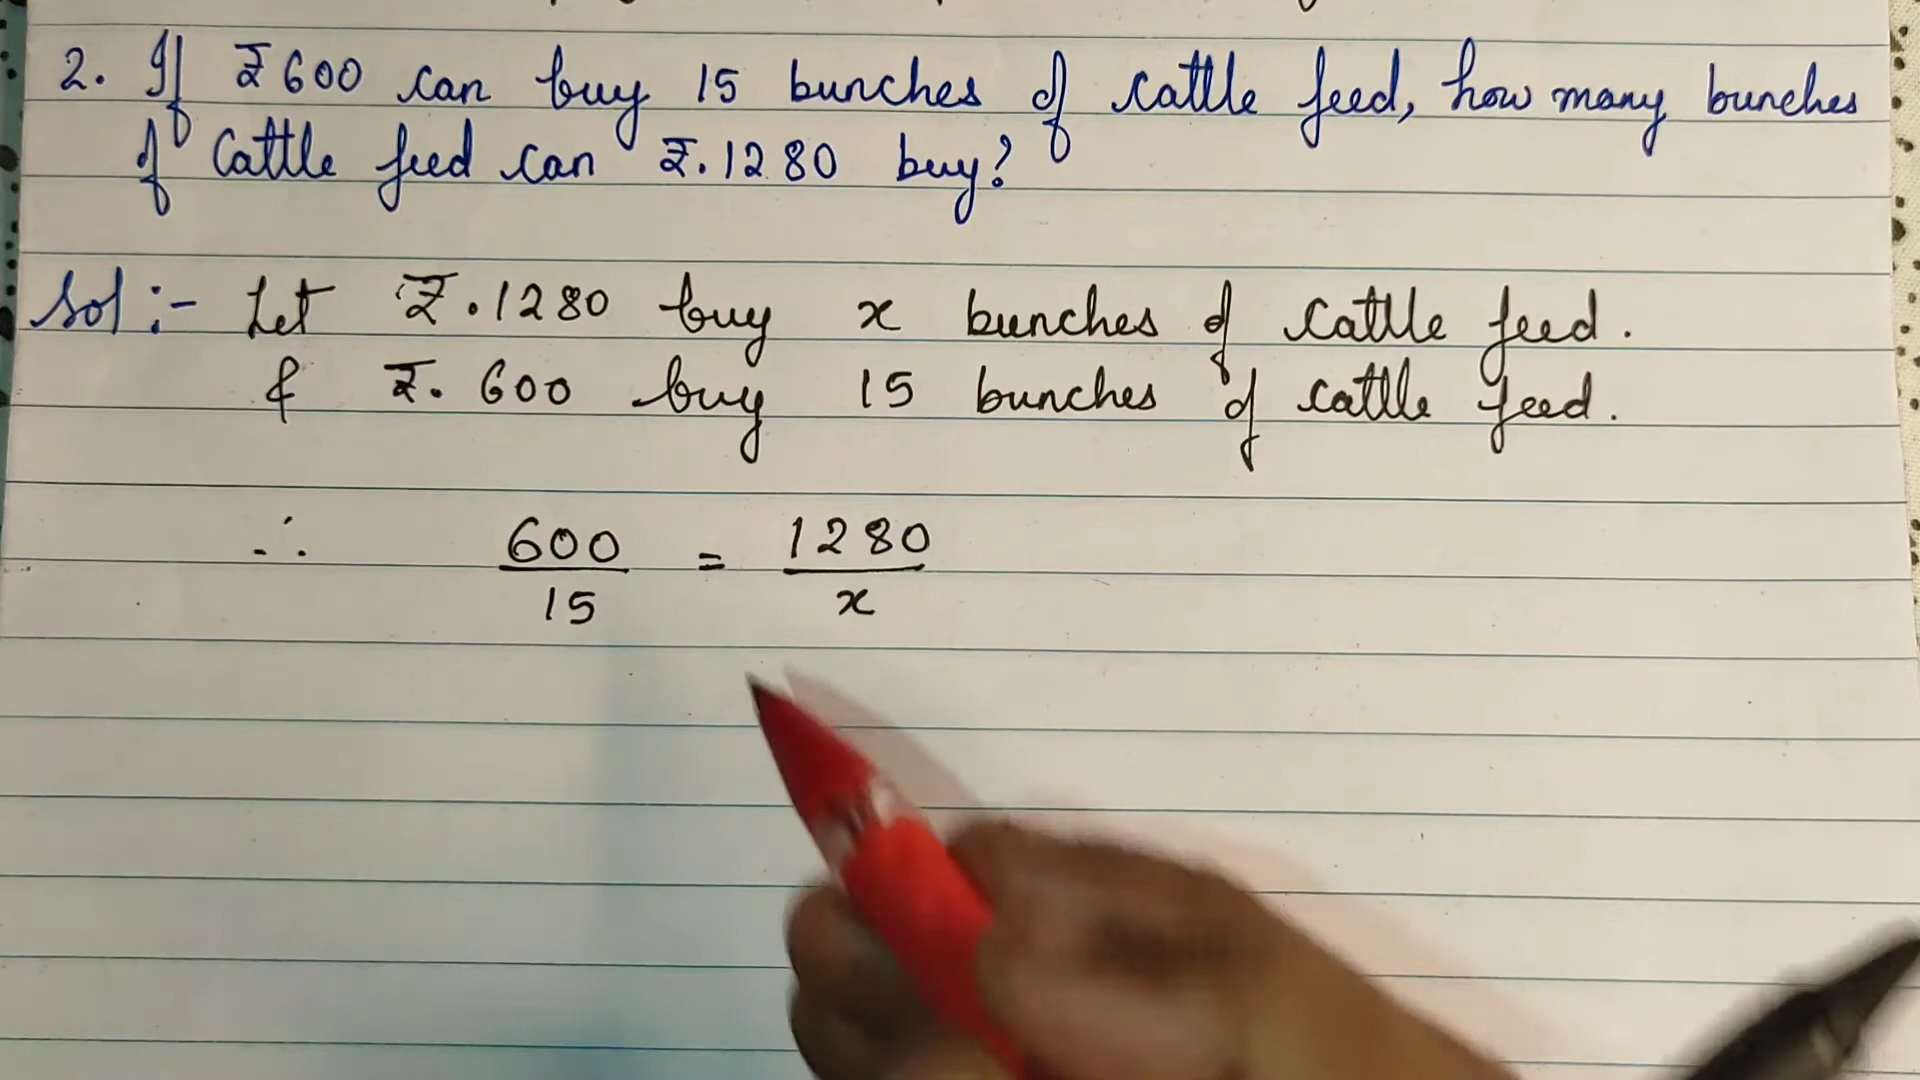 2. If ₹600 can buy 15 bunches of cattle feed, how many bunches
of Cattle feed can ₹.1280 buy?
Sol:- Let ₹.1280 buy x bunches of cattle feed.
& ₹. 600 buy 15 bunches of cattle feed.
∴ 600/15 = 1280/x